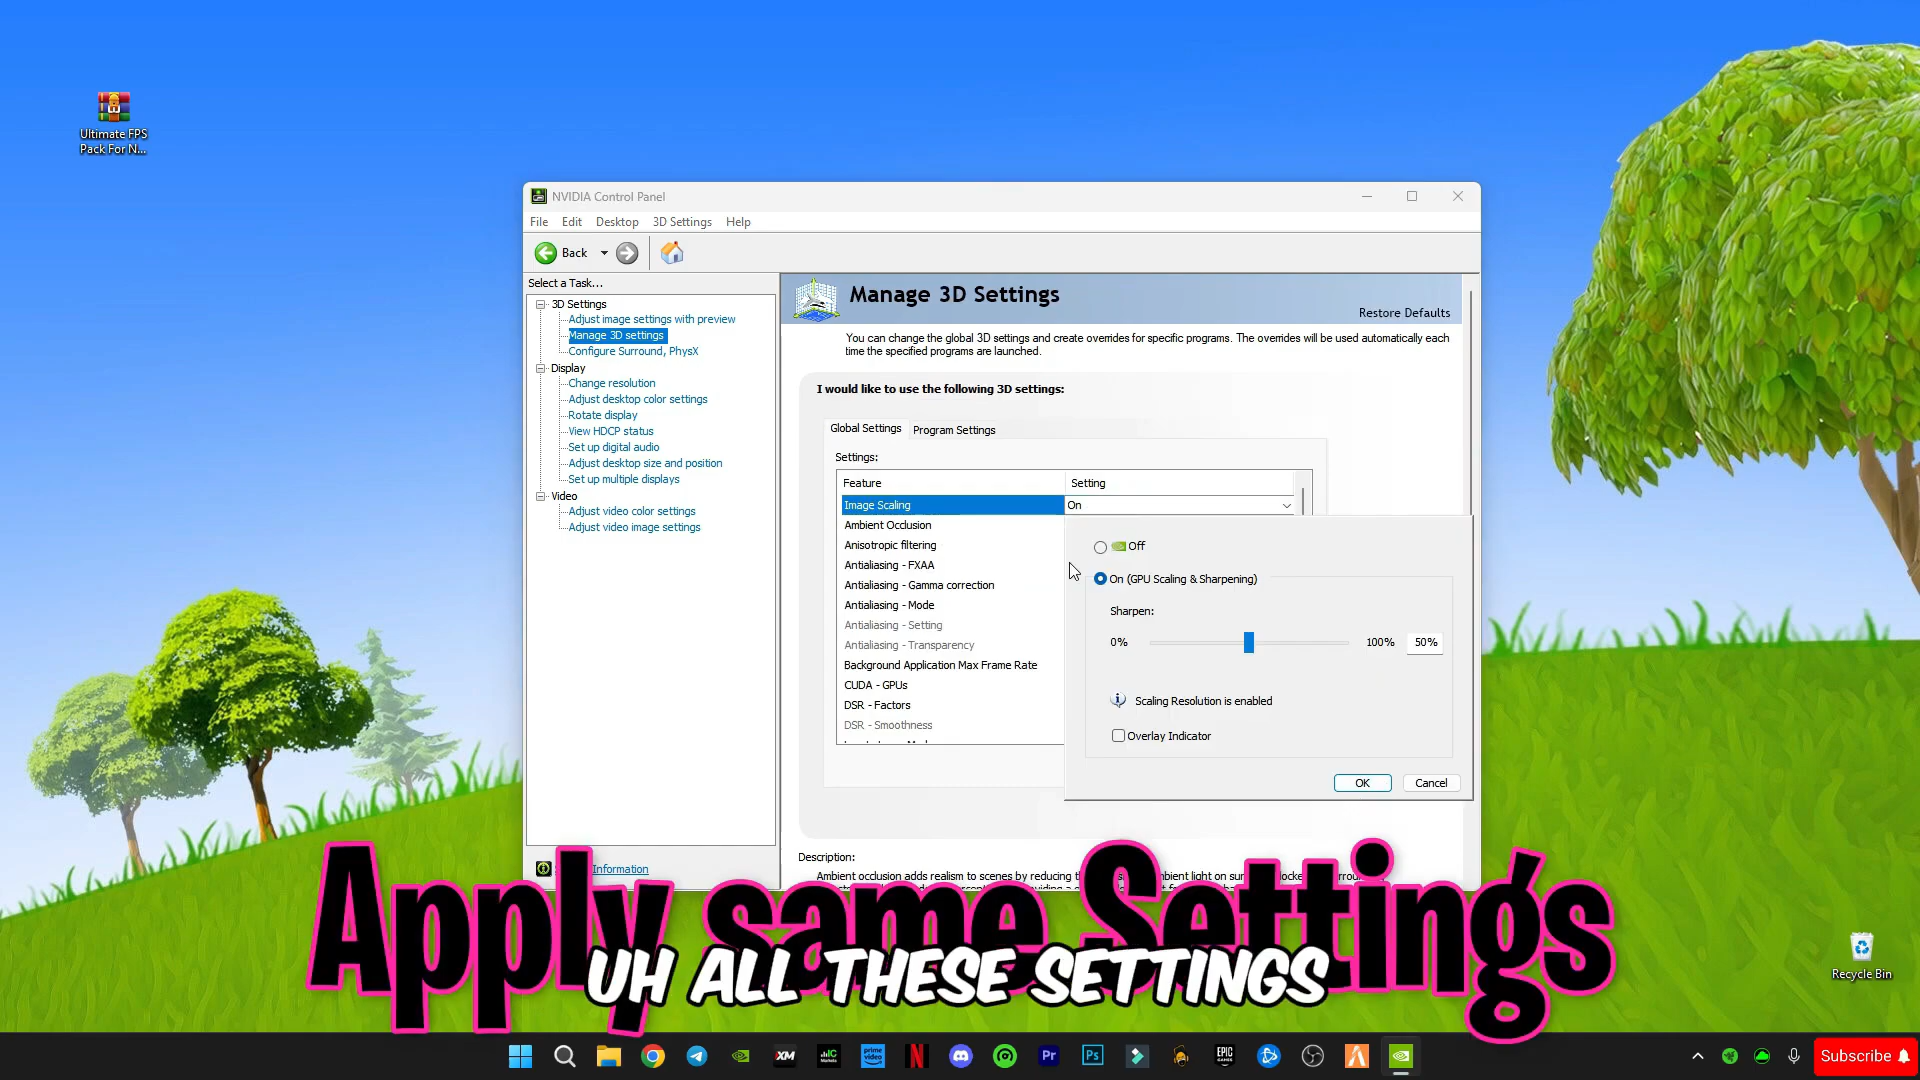 Ultimate FPS
Pack For N...
NVIDIA Control Panel
File Edit Desktop 3D Settings Help
Back
Select a Task...
3D Settings
Adjust image settings with preview
Manage 3D settings
Configure Surround, PhysX
Display
Change resolution
Adjust desktop color settings
Rotate display
View HDCP status
Set up digital audio
Adjust desktop size and position
Set up multiple displays
Video
Adjust video color settings
Adjust video image settings
Information
Manage 3D Settings
Restore Defaults
You can change the global 3D settings and create overrides for specific programs. The overrides will be used automatically each
time the specified programs are launched.
I would like to use the following 3D settings:
Global Settings Program Settings
Settings:
Feature Setting
Image Scaling On
Ambient Occlusion
Anisotropic filtering
Antialiasing - FXAA
Antialiasing - Gamma correction
Antialiasing - Mode
Antialiasing - Setting
Antialiasing - Transparency
Background Application Max Frame Rate
CUDA - GPUs
DSR - Factors
DSR - Smoothness
Off
On (GPU Scaling & Sharpening)
Sharpen:
0% 100% 50%
Scaling Resolution is enabled
Overlay Indicator
OK Cancel
Description:
Ambient occlusion adds realism to scenes by reducing
Apply same Settings
UH ALL THESE SETTINGS
Recycle Bin
XM
IC
Markets
prime
video
N
Pr
Ps
EPIC
GAMES
Subscribe